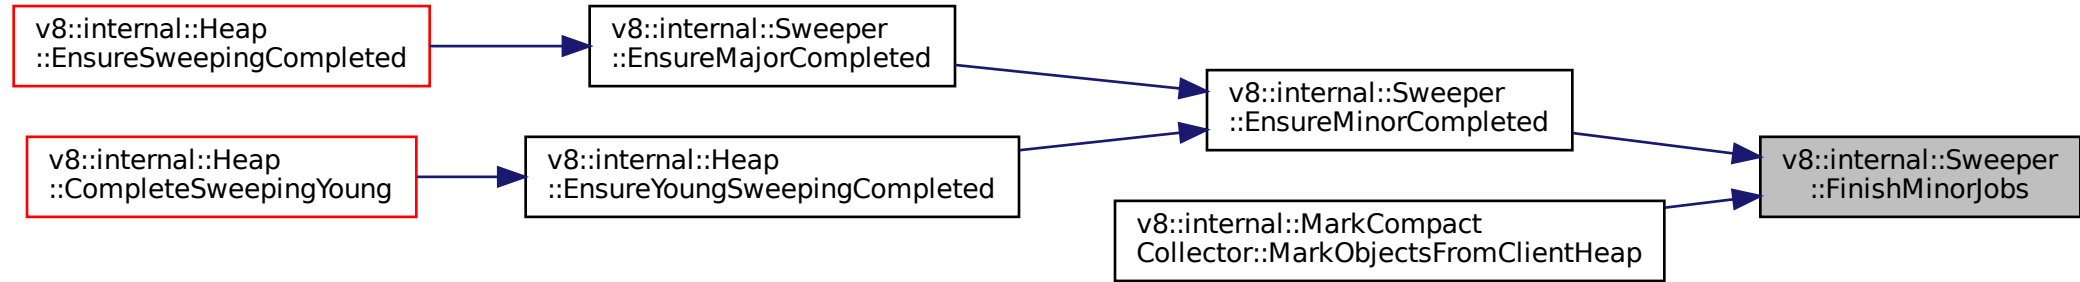 v8::internal::Heap
::EnsureSweepingCompleted
v8::internal::Sweeper
::EnsureMajorCompleted
v8::internal::Sweeper
::EnsureMinorCompleted
v8::internal::Heap
::CompleteSweepingYoung
v8::internal::Heap
::EnsureYoungSweepingCompleted
v8::internal::Sweeper
::FinishMinorJobs
v8::internal::MarkCompact
Collector::MarkObjectsFromClientHeap